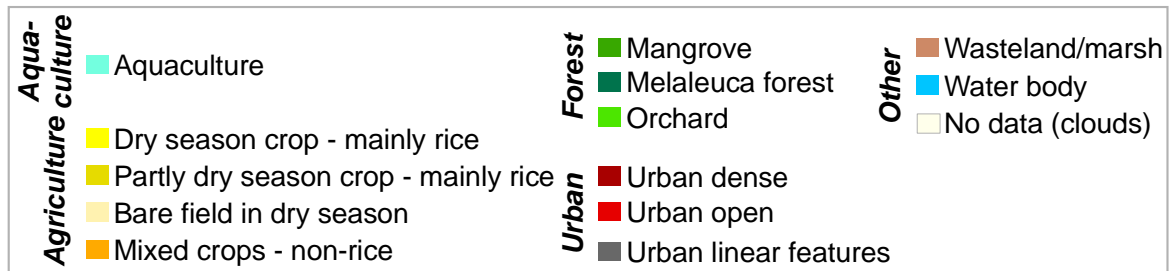 Aqua-
culture
Aquaculture
Agriculture
Dry season crop - mainly rice
Partly dry season crop - mainly rice
Bare field in dry season
Mixed crops - non-rice
Forest
Mangrove
Melaleuca forest
Orchard
Urban
Urban dense
Urban open
Urban linear features
Other
Wasteland/marsh
Water body
No data (clouds)